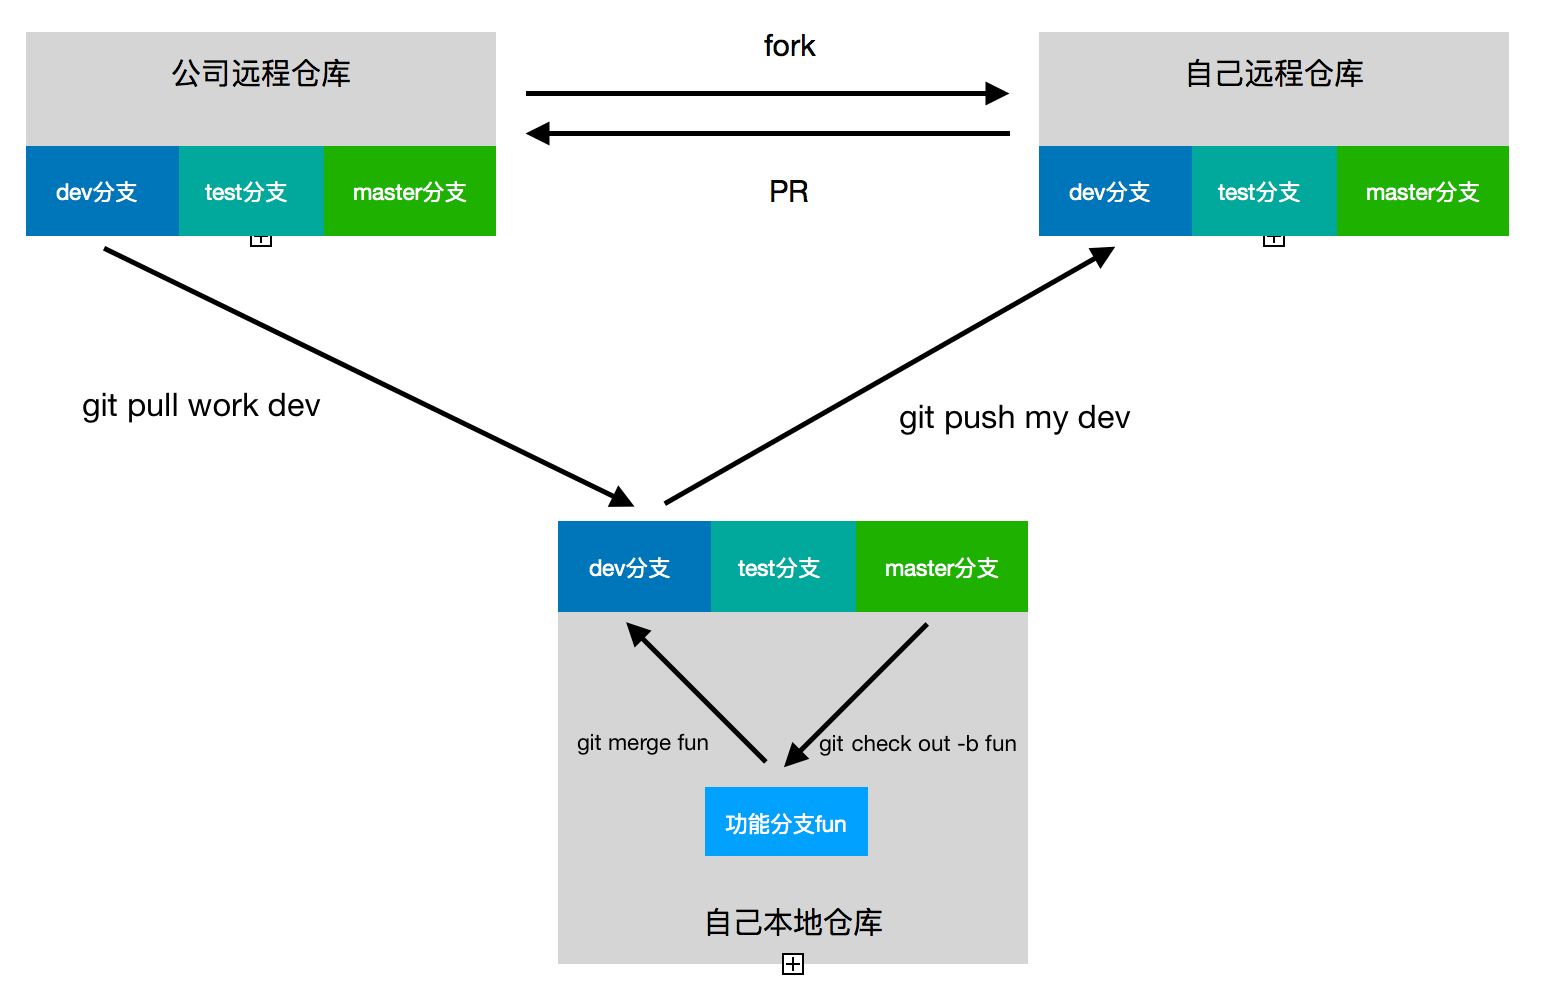 fork
公司远程仓库
自己远程仓库
dev分支 test分支 master分支
PR
dev分支 test分支 master分支
git pull work dev
git push my dev
dev分支 test分支 master分支
git merge fun
git check out -b fun
功能分支fun
自己本地仓库